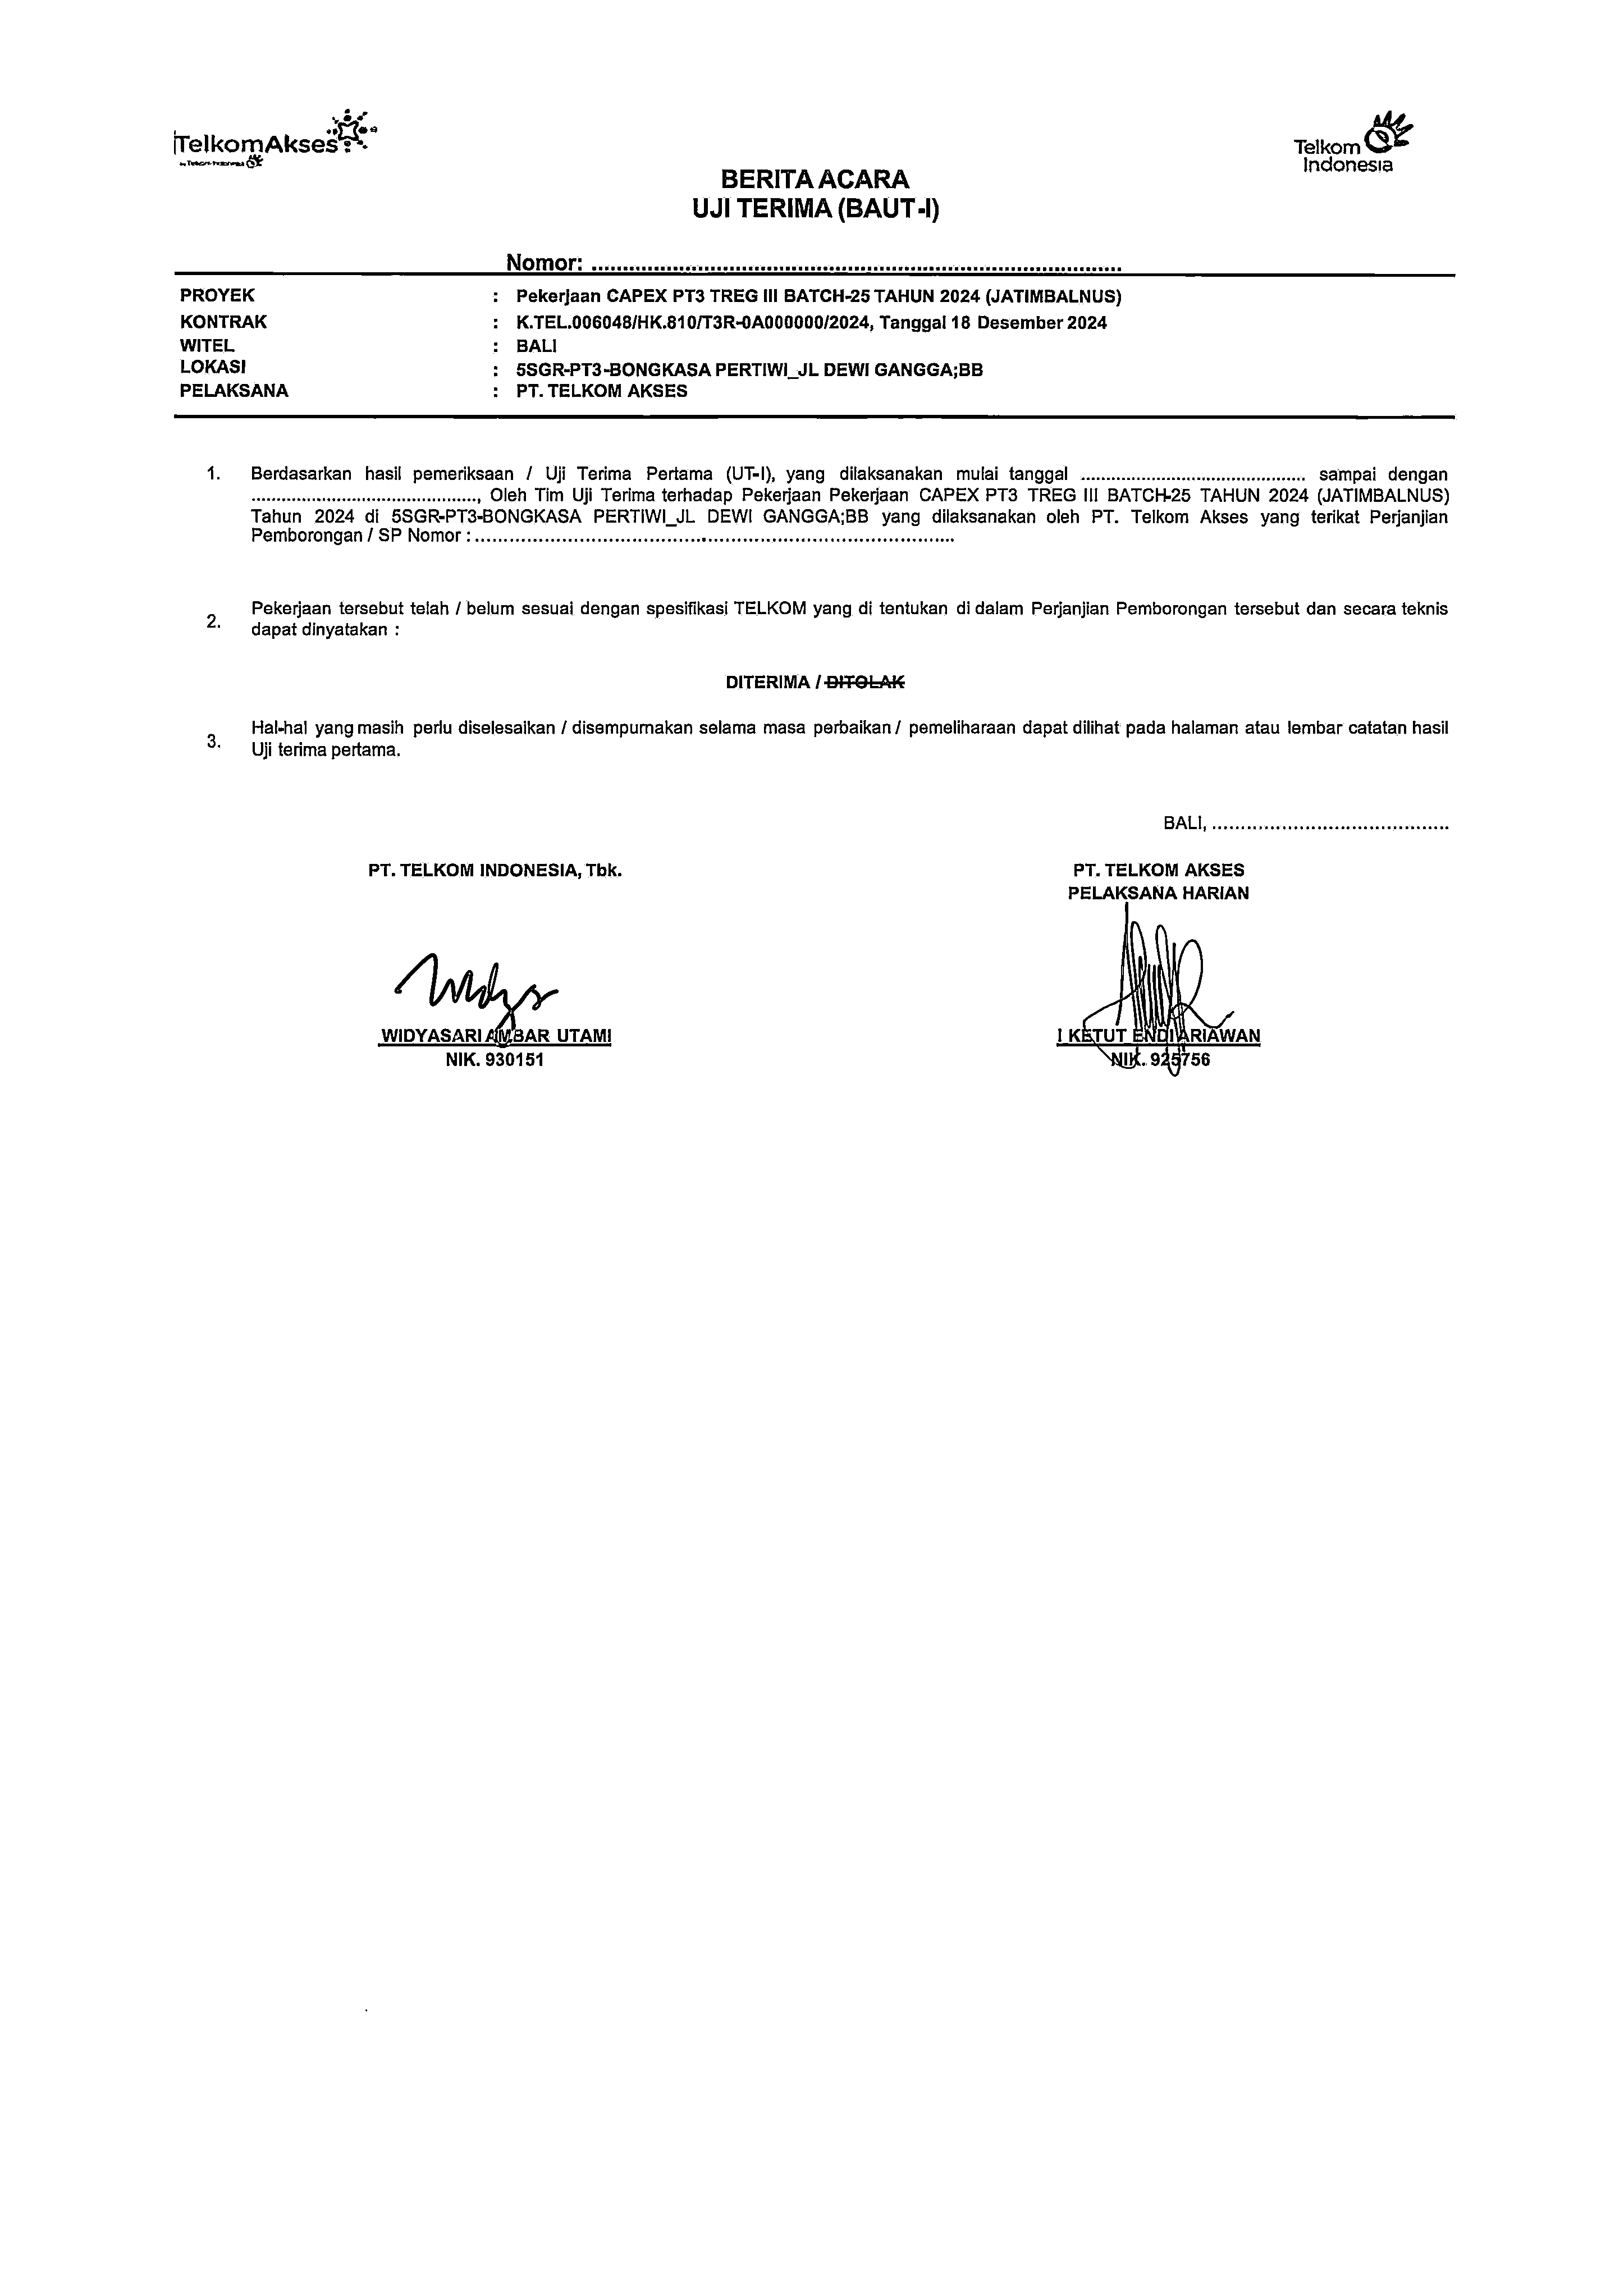 TelkomAkses
by Telkom Indonesia
Telkom
Indonesia
BERITA ACARA
UJI TERIMA (BAUT-I)
Nomor: ....................................................................................
PROYEK : Pekerjaan CAPEX PT3 TREG III BATCH-25 TAHUN 2024 (JATIMBALNUS)
KONTRAK : K.TEL.006048/HK.810/T3R-0A000000/2024, Tanggal 18 Desember 2024
WITEL : BALI
LOKASI : 5SGR-PT3-BONGKASA PERTIWI_JL DEWI GANGGA;BB
PELAKSANA : PT. TELKOM AKSES
1. Berdasarkan hasil pemeriksaan / Uji Terima Pertama (UT-I), yang dilaksanakan mulai tanggal ....................................... sampai dengan
......................................., Oleh Tim Uji Terima terhadap Pekerjaan Pekerjaan CAPEX PT3 TREG III BATCH-25 TAHUN 2024 (JATIMBALNUS)
Tahun 2024 di 5SGR-PT3-BONGKASA PERTIWI_JL DEWI GANGGA;BB yang dilaksanakan oleh PT. Telkom Akses yang terikat Perjanjian
Pemborongan / SP Nomor : ...................................................................................
2. Pekerjaan tersebut telah / belum sesuai dengan spesifikasi TELKOM yang di tentukan di dalam Perjanjian Pemborongan tersebut dan secara teknis
dapat dinyatakan :
DITERIMA / DITOLAK
3. Hal-hal yang masih perlu diselesaikan / disempurnakan selama masa perbaikan / pemeliharaan dapat dilihat pada halaman atau lembar catatan hasil
Uji terima pertama.
BALI, .........................................
PT. TELKOM INDONESIA, Tbk.
WIDYASARI AMBAR UTAMI
NIK. 930151
PT. TELKOM AKSES
PELAKSANA HARIAN
I KETUT ENDI ARIAWAN
NIK. 925756